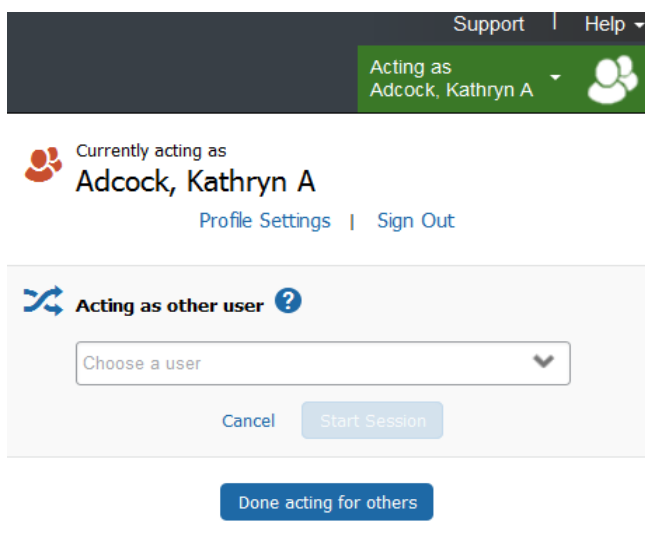 Support | Help
Acting as
Adcock, Kathryn A
Currently acting as
Adcock, Kathryn A
Profile Settings | Sign Out
Acting as other user ?
Choose a user
Cancel Start Session
Done acting for others